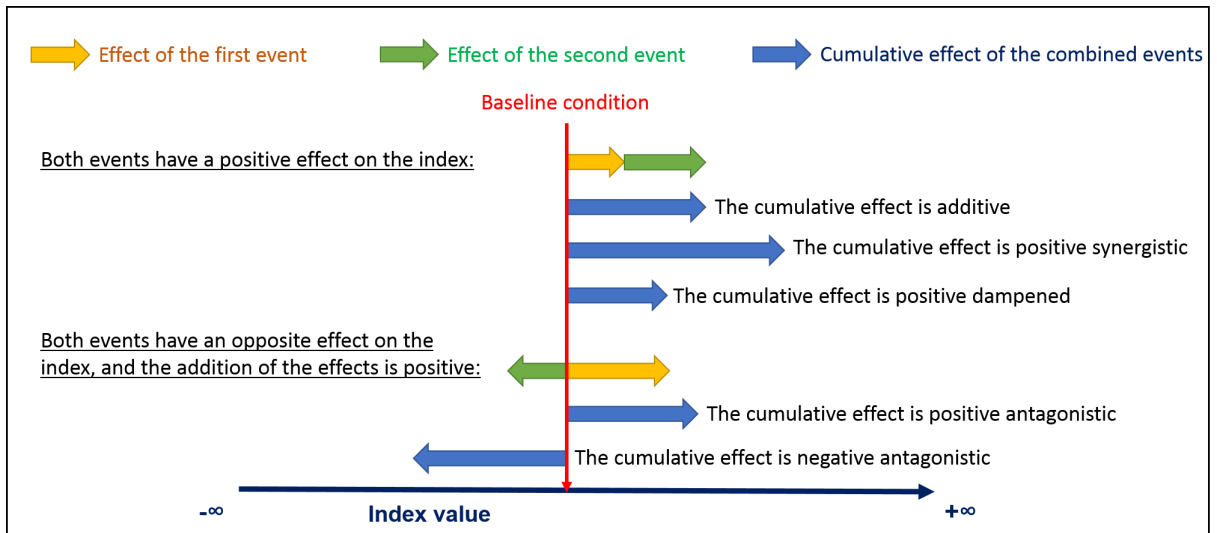 Effect of the first event
Effect of the second event
Cumulative effect of the combined events
Baseline condition
Both events have a positive effect on the index:
The cumulative effect is additive
The cumulative effect is positive synergistic
The cumulative effect is positive dampened
Both events have an opposite effect on the
index, and the addition of the effects is positive:
The cumulative effect is positive antagonistic
The cumulative effect is negative antagonistic
-∞
Index value
+∞